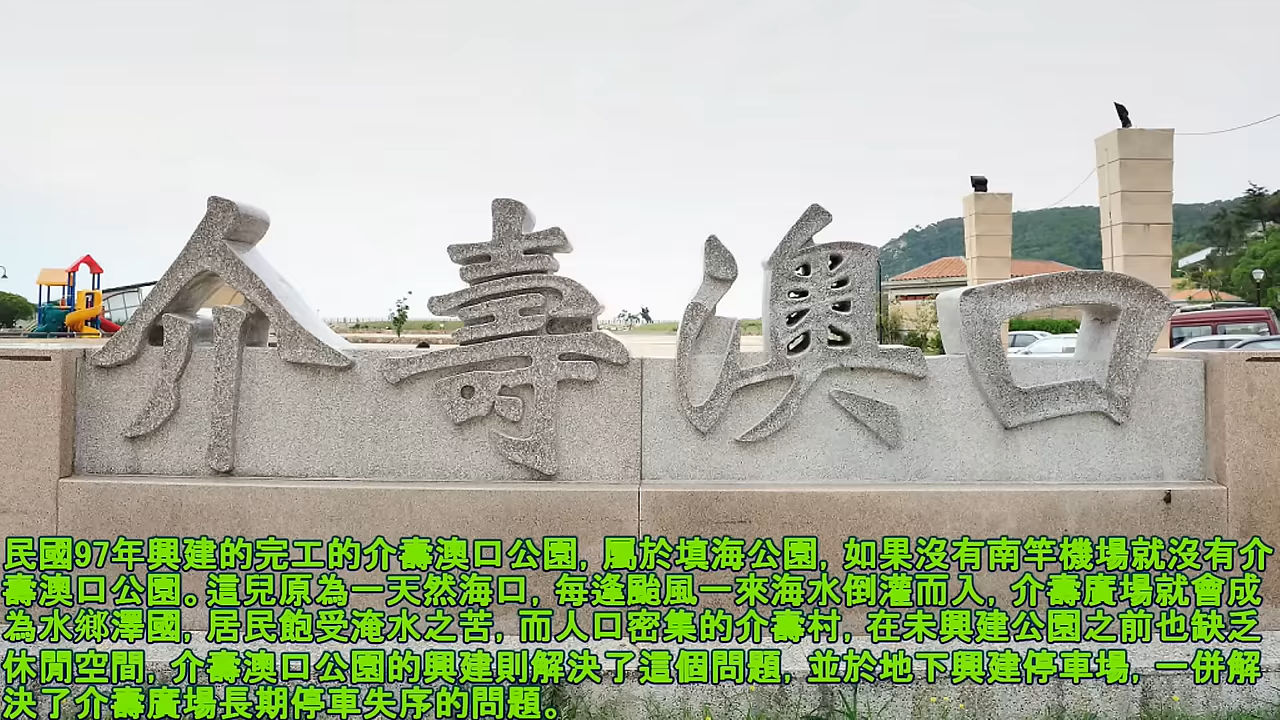 介壽澳口
民國97年興建的完工的介壽澳口公園, 屬於填海公園, 如果沒有南竿機場就沒有介
壽澳口公園。這兒原為一天然海口, 每逢颱風一來海水倒灌而入, 介壽廣場就會成
為水鄉澤國, 居民飽受淹水之苦, 而人口密集的介壽村, 在未興建公園之前也缺乏
休閒空間, 介壽澳口公園的興建則解決了這個問題, 並於地下興建停車場, 一併解
決了介壽廣場長期停車失序的問題。